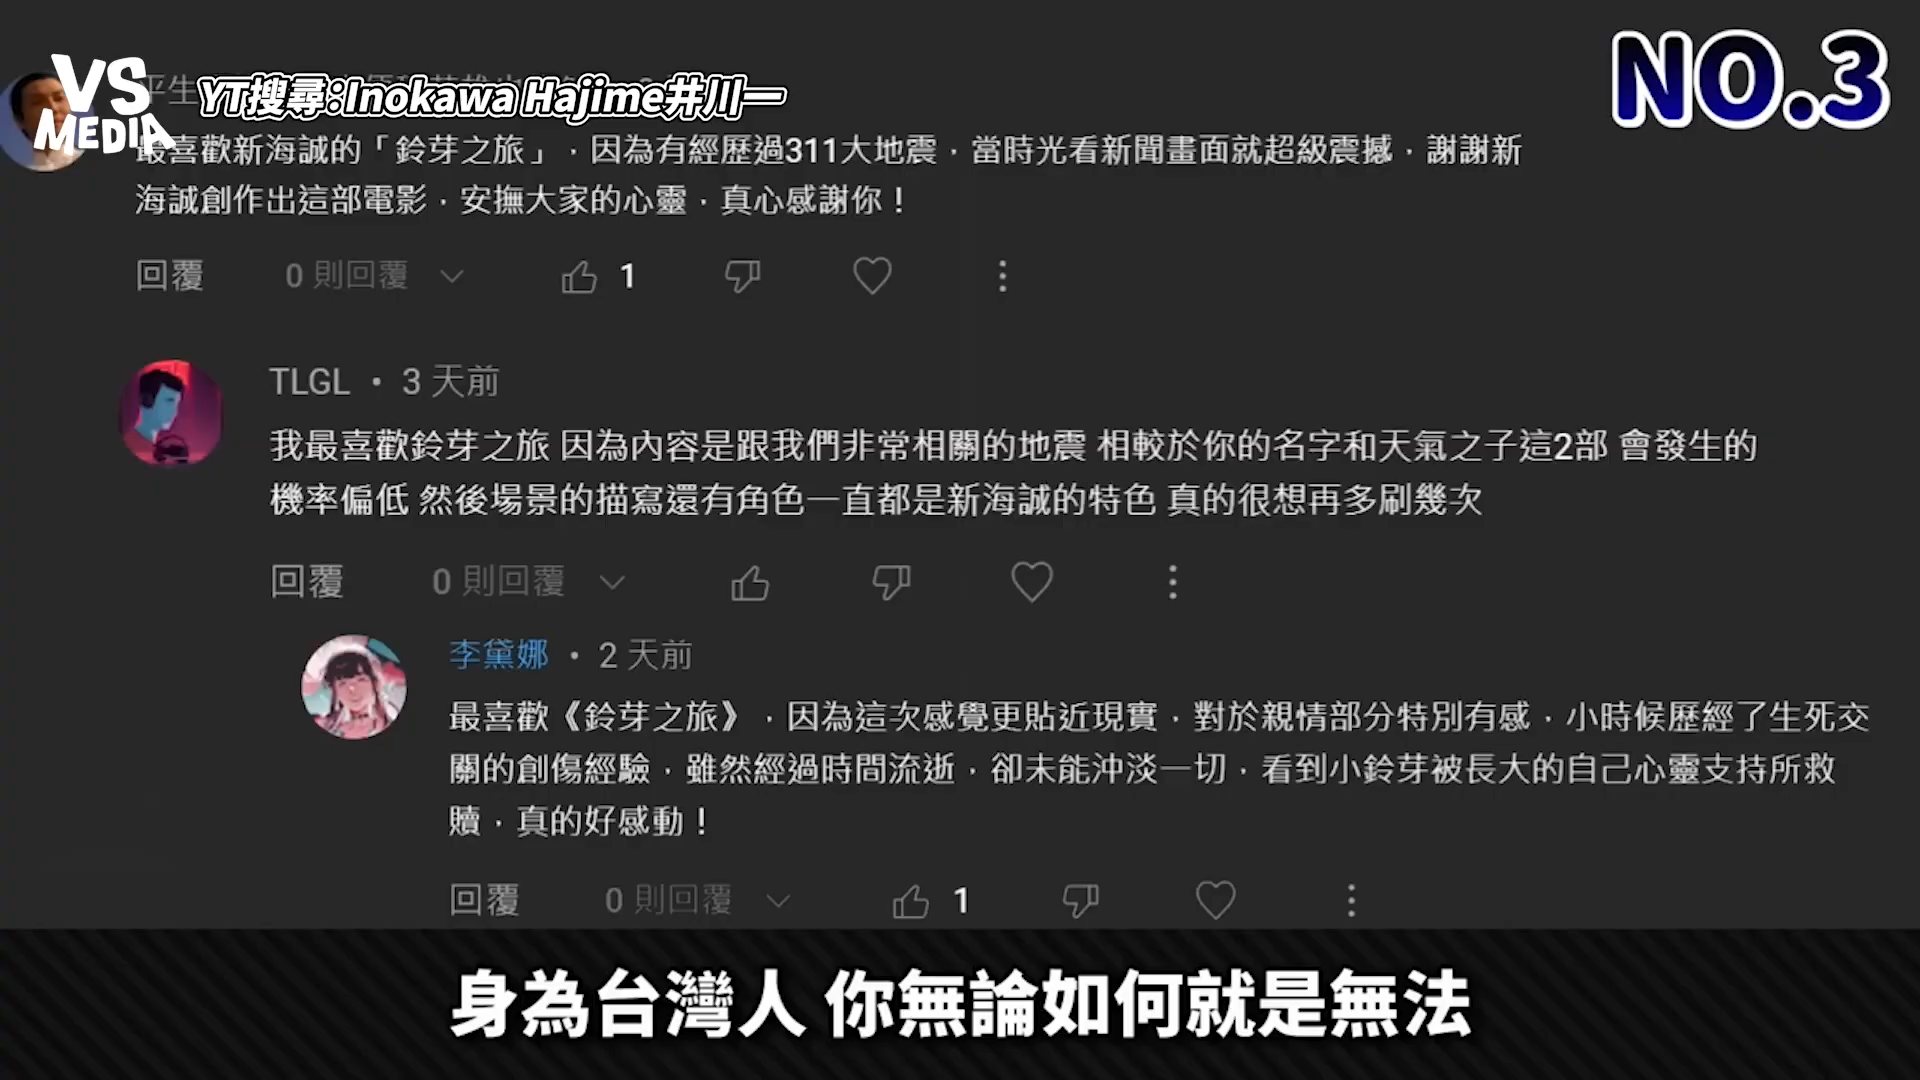 VS
MEDIA
YT搜尋:Inokawa Hajime井川一
NO.3
最喜歡新海誠的「鈴芽之旅」，因為有經歷過311大地震，當時光看新聞畫面就超級震撼，謝謝新
海誠創作出這部電影，安撫大家的心靈，真心感謝你！
回覆 0 則回覆 1
TLGL • 3 天前
我最喜歡鈴芽之旅 因為內容是跟我們非常相關的地震 相較於你的名字和天氣之子這2部 會發生的
機率偏低 然後場景的描寫還有角色一直都是新海誠的特色 真的很想再多刷幾次
回覆 0 則回覆
李黛娜 • 2 天前
最喜歡《鈴芽之旅》，因為這次感覺更貼近現實，對於親情部分特別有感，小時候歷經了生死交
關的創傷經驗，雖然經過時間流逝，卻未能沖淡一切，看到小鈴芽被長大的自己心靈支持所救
贖，真的好感動！
回覆 0 則回覆 1
身為台灣人 你無論如何就是無法